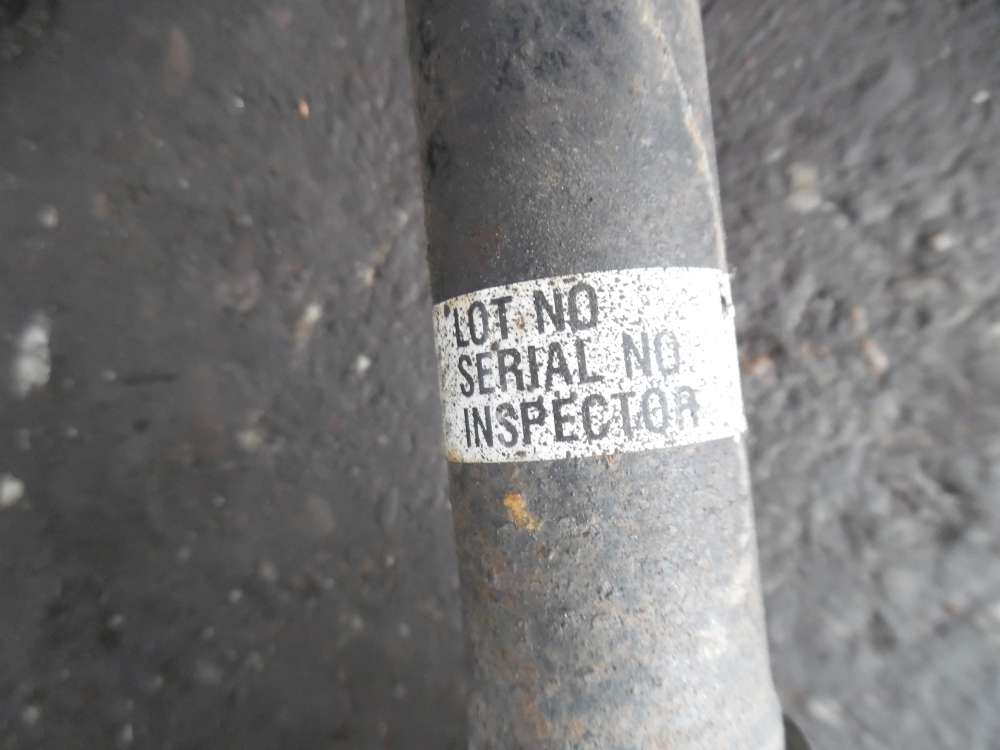 LOT NO
SERIAL NO
INSPECTOR